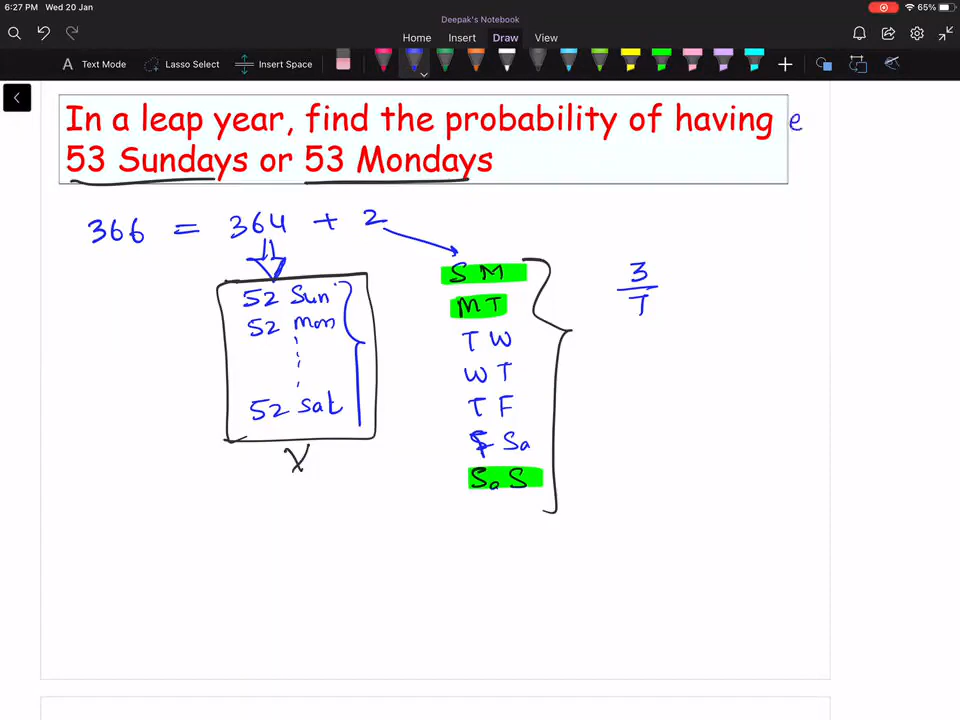 6:27 PM Wed 20 Jan
65%
Deepak's Notebook
Home Insert Draw View
Text Mode Lasso Select Insert Space
In a leap year, find the probability of having e
53 Sundays or 53 Mondays
366 = 364 + 2
52 Sun
52 mon
52 Sat
X
S M
M T
T W
W T
T F
F Sa
Sa S
3
7